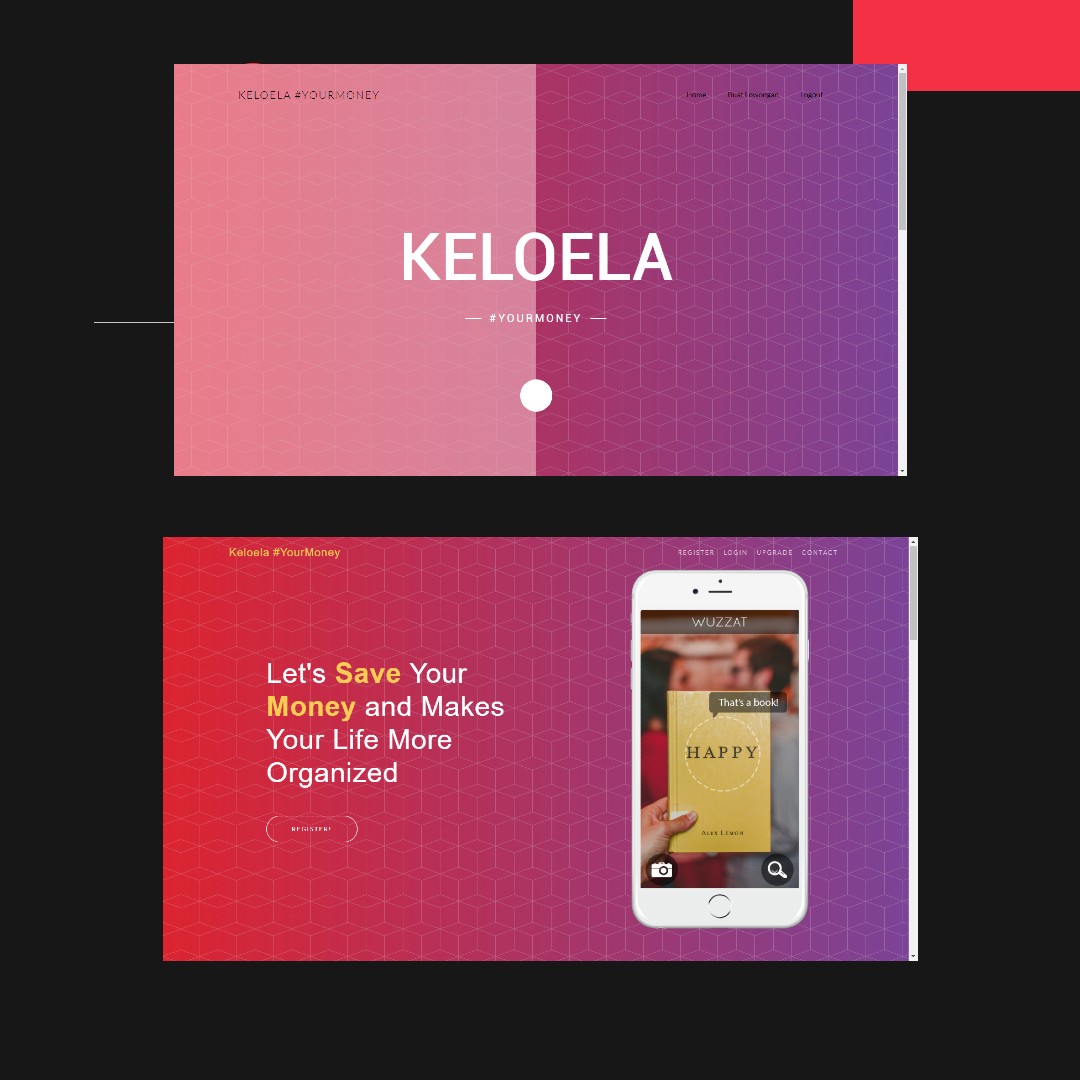 KELOELA #YOURMONEY
Home Buat Lowongan Logout
KELOELA
#YOURMONEY
Keloela #YourMoney
REGISTER LOGIN UPGRADE CONTACT
Let's Save Your
Money and Makes
Your Life More
Organized
REGISTER!
WUZZAT
That's a book!
HAPPY
ALEX LEMON